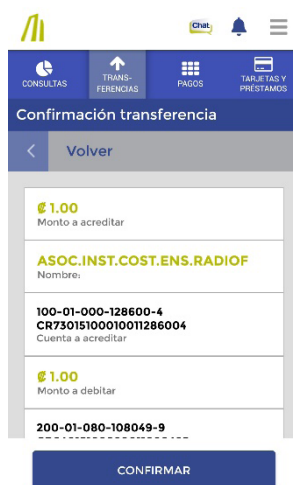 Chat
CONSULTAS
TRANS-
FERENCIAS
PAGOS
TARJETAS Y
PRÉSTAMOS
Confirmación transferencia
Volver
₡ 1.00
Monto a acreditar
ASOC.INST.COST.ENS.RADIOF
Nombre:
100-01-000-128600-4
CR73015100010011286004
Cuenta a acreditar
₡ 1.00
Monto a debitar
200-01-080-108049-9
CONFIRMAR